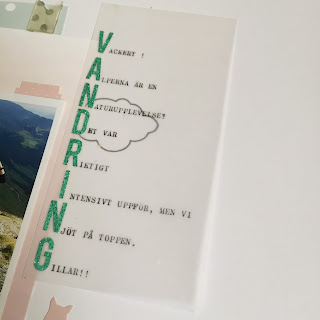 VACKERT !
ALPERNA ÄR EN
NATURUPPLEVELSE!
DET VAR
RIKTIGT
INTENSIVT UPPFÖR, MEN VI
NJÖT PÅ TOPPEN.
GILLAR!!